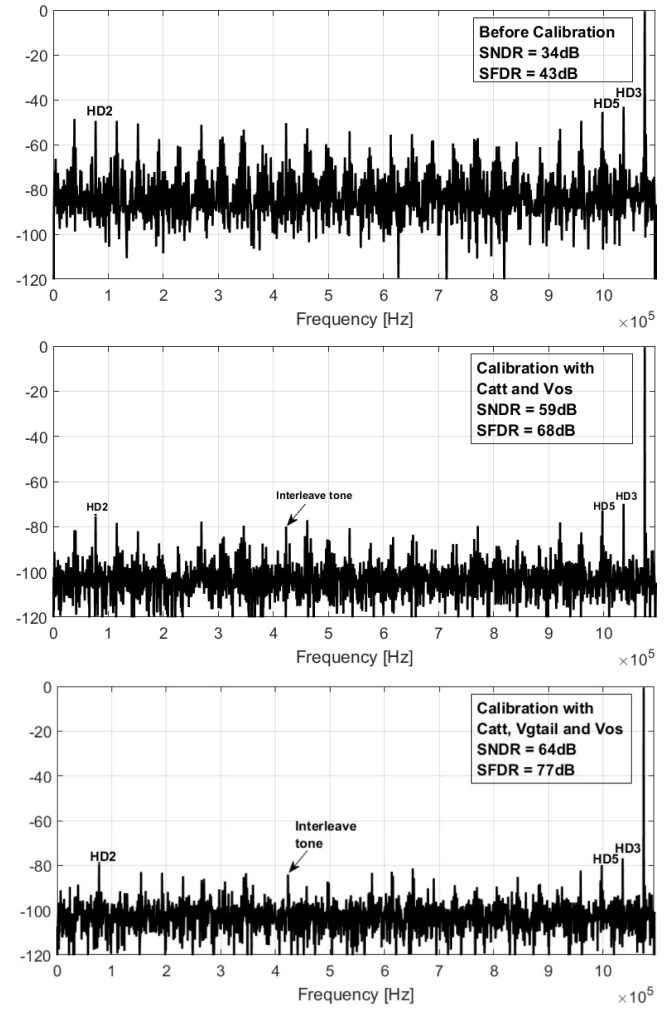 0
Before Calibration
SNDR = 34dB
SFDR = 43dB
-20
-40
HD2
HD5
HD3
-60
-80
-100
-120
0 1 2 3 4 5 6 7 8 9 10
Frequency [Hz]
×10^5
0
Calibration with
Catt and Vos
SNDR = 59dB
SFDR = 68dB
-20
-40
-60
HD2
Interleave tone
HD5
HD3
-80
-100
-120
0 1 2 3 4 5 6 7 8 9 10
Frequency [Hz]
×10^5
0
Calibration with
Catt, Vgtail and Vos
SNDR = 64dB
SFDR = 77dB
-20
-40
-60
Interleave
tone
HD2
HD5
HD3
-80
-100
-120
0 1 2 3 4 5 6 7 8 9 10
Frequency [Hz]
×10^5